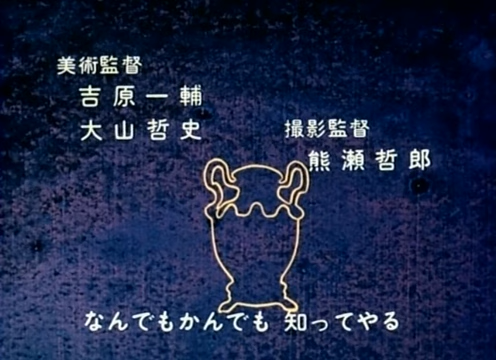 美術監督
吉原一輔
大山哲史
撮影監督
熊瀬哲郎
なんでもかんでも 知ってやる